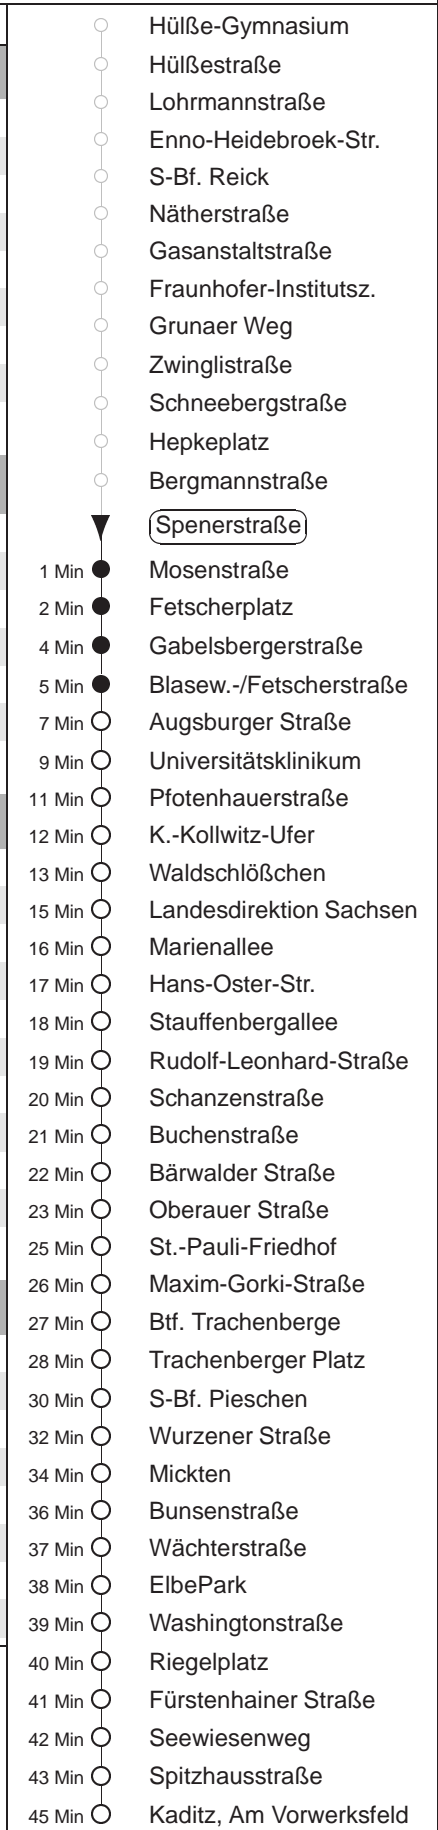 Hülße-Gymnasium
Hülßestraße
Lohrmannstraße
Enno-Heidebroek-Str.
S-Bf. Reick
Nätherstraße
Gasanstaltstraße
Fraunhofer-Institutsz.
Grunaer Weg
Zwinglistraße
Schneebergstraße
Hepkeplatz
Bergmannstraße
Spenerstraße
1 Min Mosenstraße
2 Min Fetscherplatz
4 Min Gabelsbergerstraße
5 Min Blasew.-/Fetscherstraße
7 Min Augsburger Straße
9 Min Universitätsklinikum
11 Min Pfotenhauerstraße
12 Min K.-Kollwitz-Ufer
13 Min Waldschlößchen
15 Min Landesdirektion Sachsen
16 Min Marienallee
17 Min Hans-Oster-Str.
18 Min Stauffenbergallee
19 Min Rudolf-Leonhard-Straße
20 Min Schanzenstraße
21 Min Buchenstraße
22 Min Bärwalder Straße
23 Min Oberauer Straße
25 Min St.-Pauli-Friedhof
26 Min Maxim-Gorki-Straße
27 Min Btf. Trachenberge
28 Min Trachenberger Platz
30 Min S-Bf. Pieschen
32 Min Wurzener Straße
34 Min Mickten
36 Min Bunsenstraße
37 Min Wächterstraße
38 Min ElbePark
39 Min Washingtonstraße
40 Min Riegelplatz
41 Min Fürstenhainer Straße
42 Min Seewiesenweg
43 Min Spitzhausstraße
45 Min Kaditz, Am Vorwerksfeld